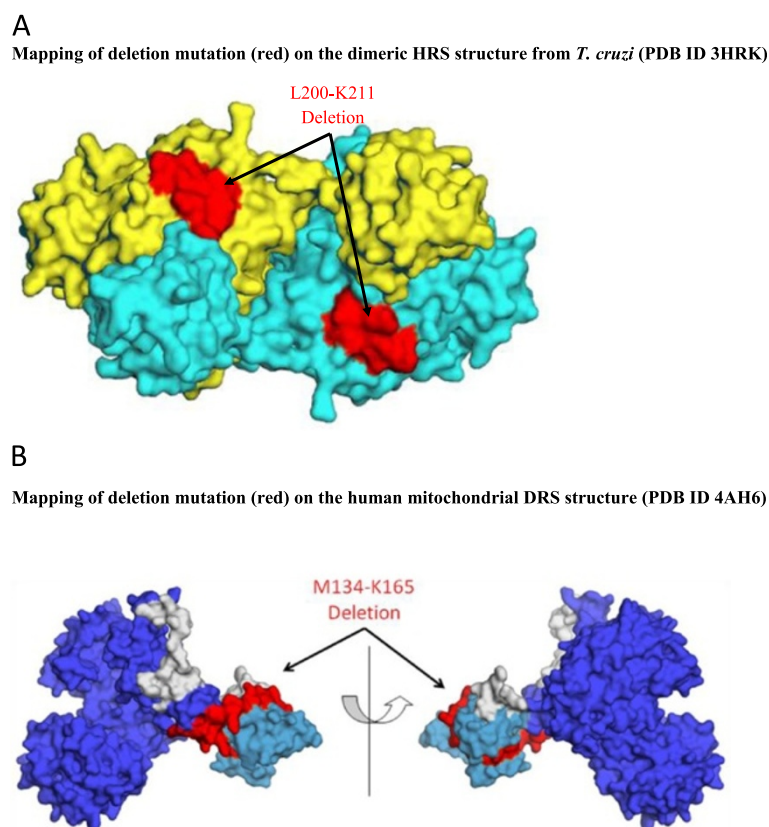 A
Mapping of deletion mutation (red) on the dimeric HRS structure from T. cruzi (PDB ID 3HRK)
L200-K211
Deletion
B
Mapping of deletion mutation (red) on the human mitochondrial DRS structure (PDB ID 4AH6)
M134-K165
Deletion